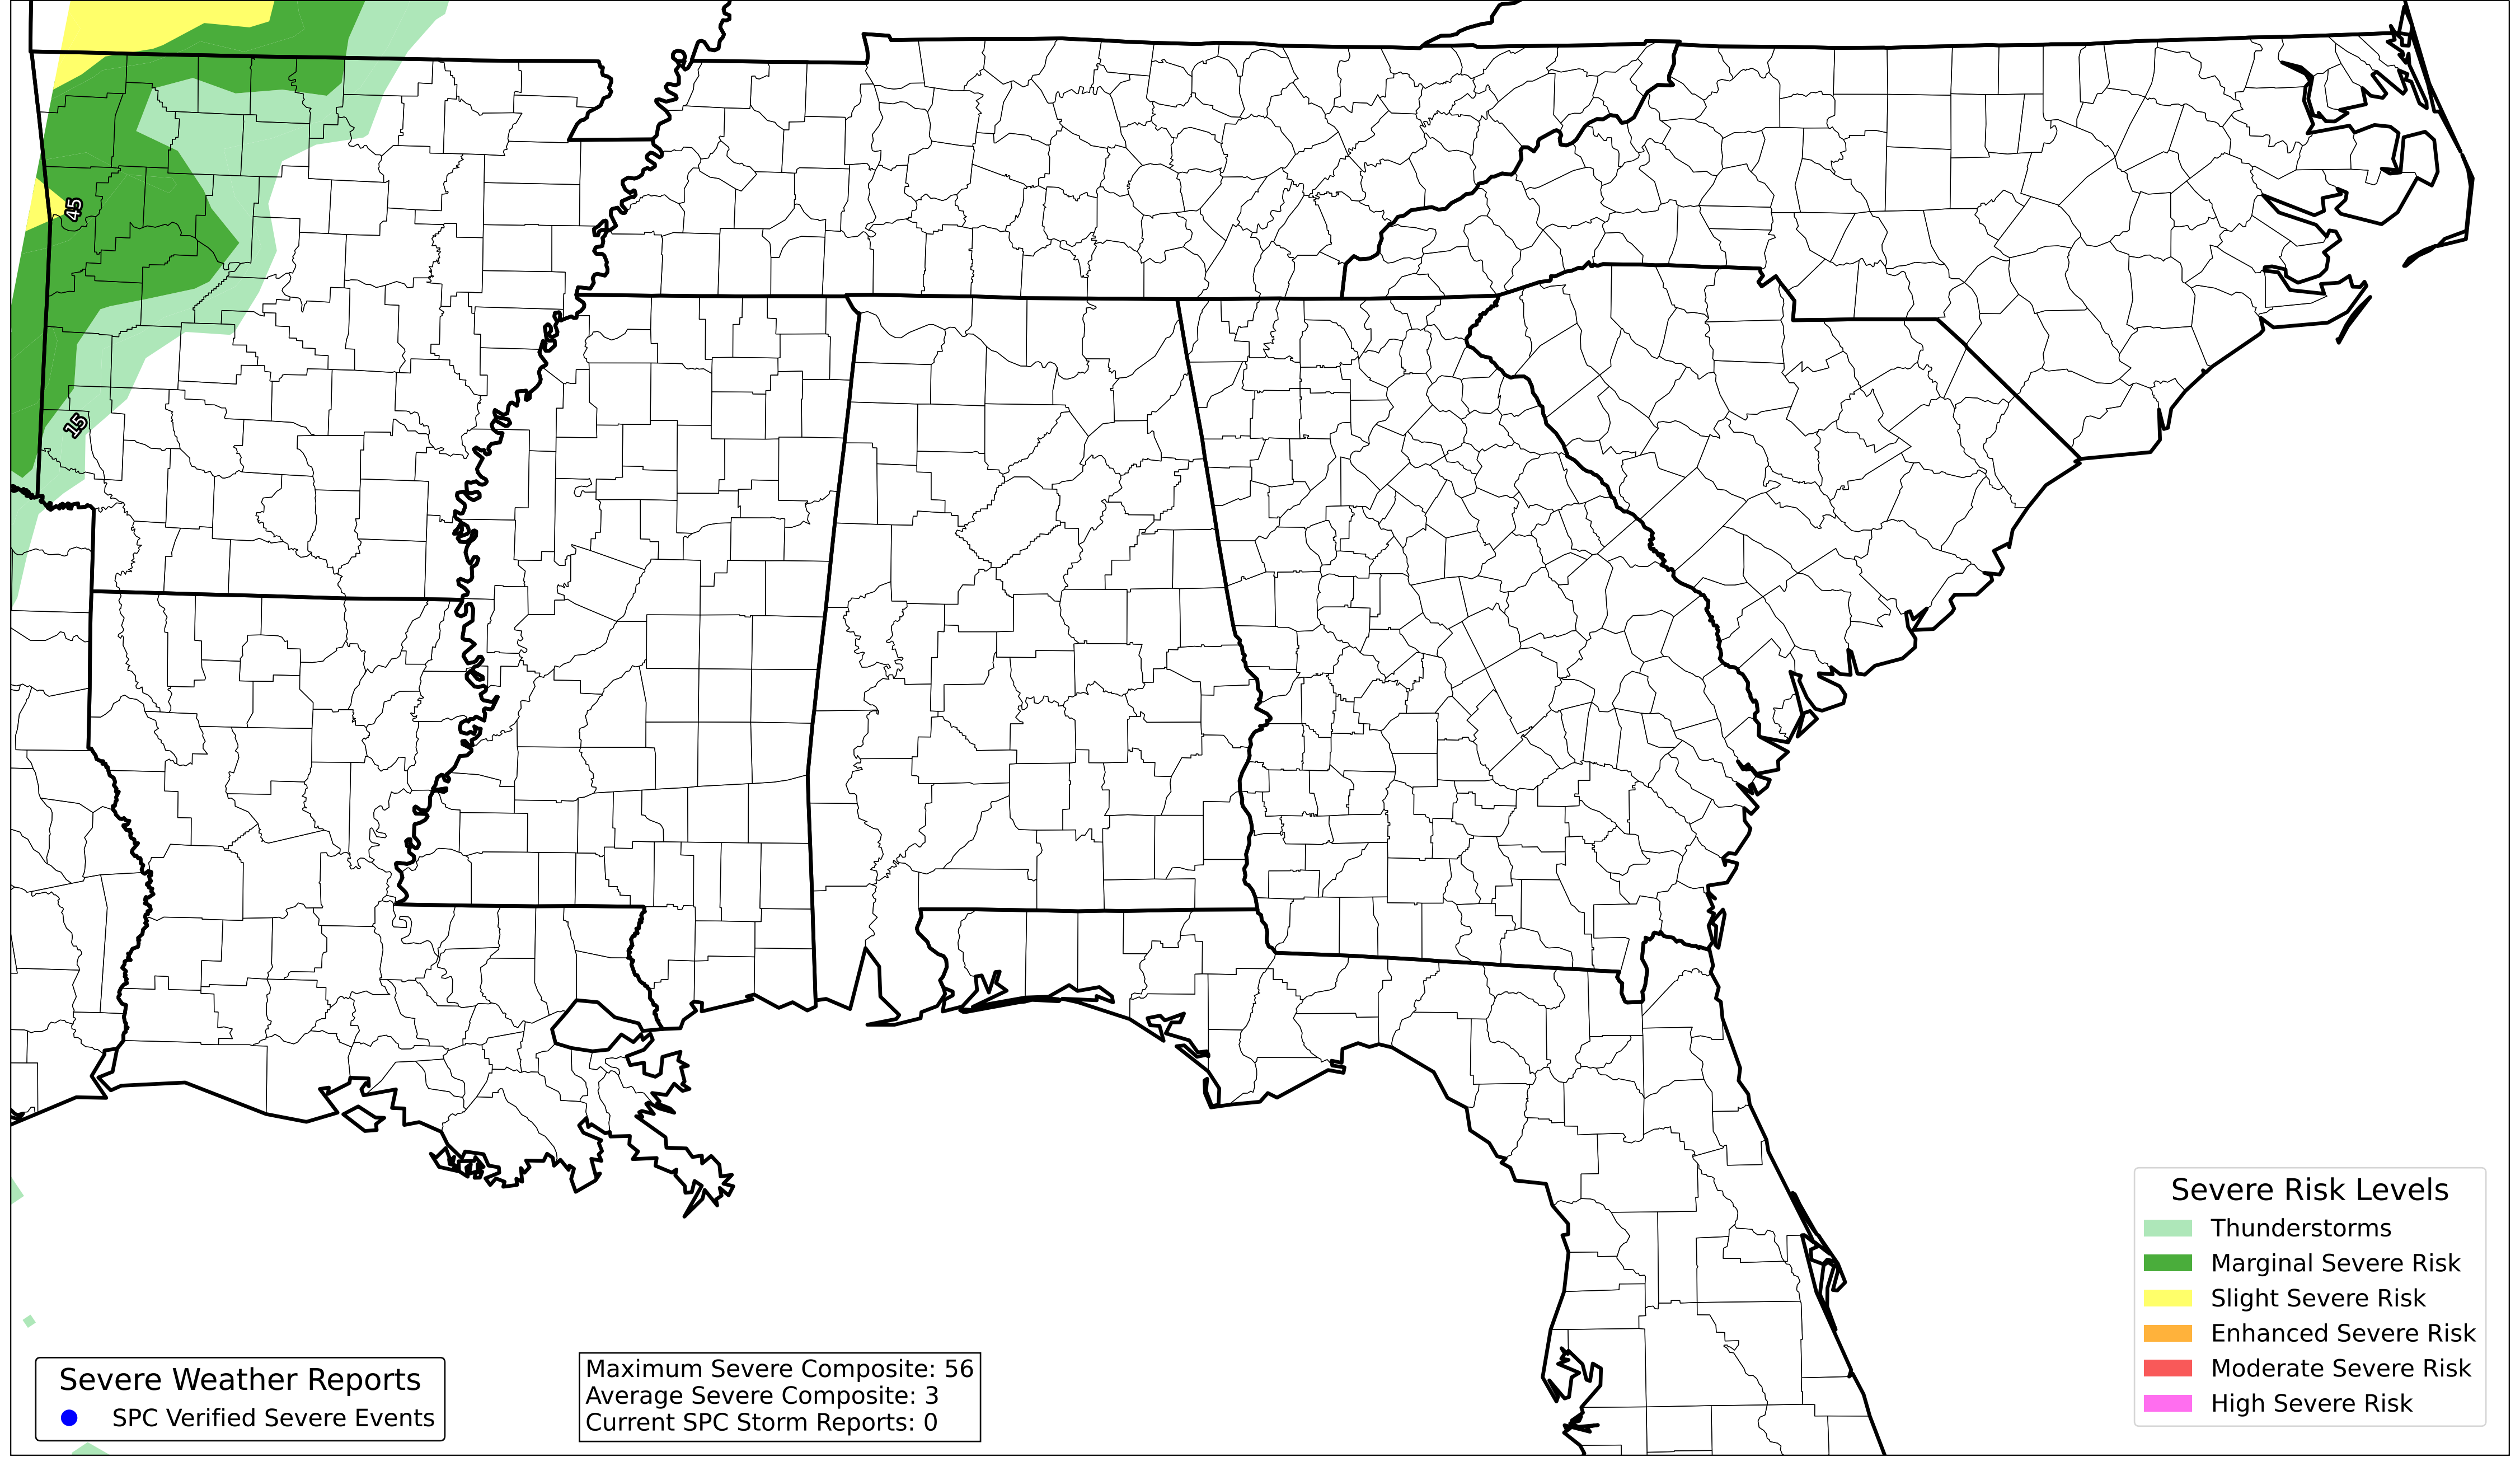 45
15
Severe Risk Levels
Thunderstorms
Marginal Severe Risk
Slight Severe Risk
Enhanced Severe Risk
Moderate Severe Risk
High Severe Risk
Severe Weather Reports
SPC Verified Severe Events
Maximum Severe Composite: 56
Average Severe Composite: 3
Current SPC Storm Reports: 0